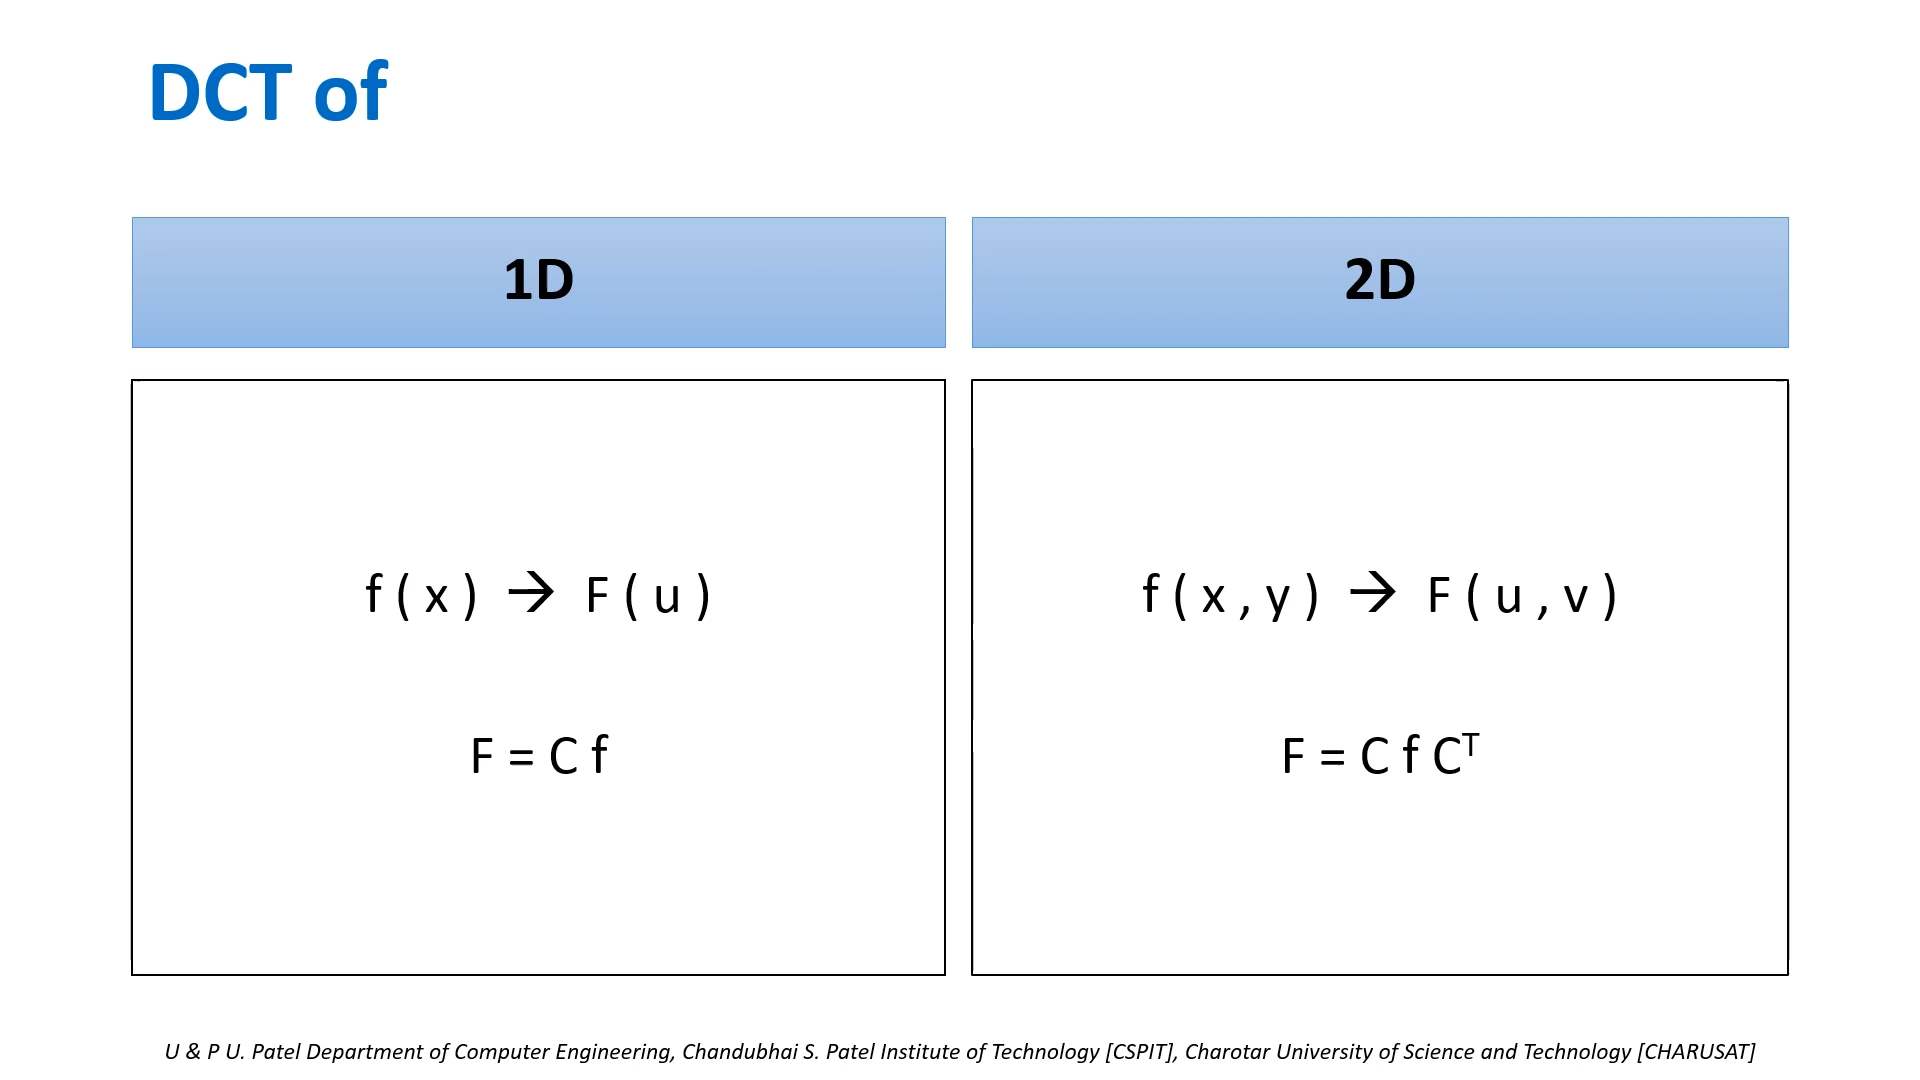 DCT of
1D
f ( x ) → F ( u )
F = C f
2D
f ( x , y ) → F ( u , v )
F = C f Cᵀ
U & P U. Patel Department of Computer Engineering, Chandubhai S. Patel Institute of Technology [CSPIT], Charotar University of Science and Technology [CHARUSAT]